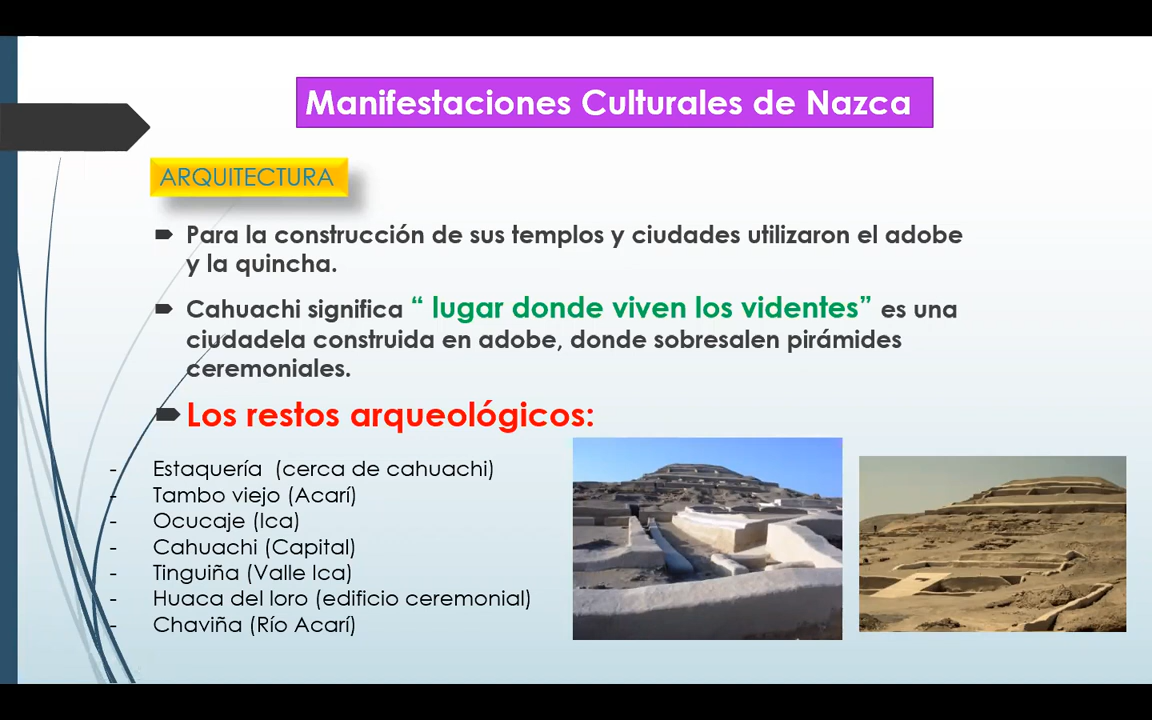 Manifestaciones Culturales de Nazca
ARQUITECTURA
Para la construcción de sus templos y ciudades utilizaron el adobe
y la quincha.
Cahuachi significa “ lugar donde viven los videntes” es una
ciudadela construida en adobe, donde sobresalen pirámides
ceremoniales.
Los restos arqueológicos:
- Estaquería (cerca de cahuachi)
- Tambo viejo (Acarí)
- Ocucaje (Ica)
- Cahuachi (Capital)
- Tinguiña (Valle Ica)
- Huaca del loro (edificio ceremonial)
- Chaviña (Río Acarí)